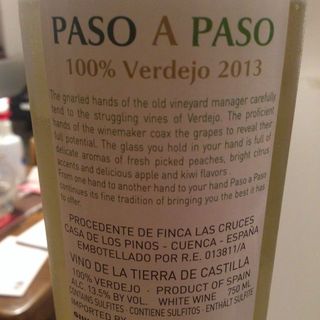 PASO A PASO
100% Verdejo 2013
The gnarled hands of the old vineyard manager carefully
tend to the struggling vines of Verdejo. The proficient
hands of the winemaker coax the grapes to reveal their
full potential. The glass you hold in your hand is full of
delicate aromas of fresh picked peaches, bright citrus
accents and delicious apple and kiwi flavors .
From one hand to another hand to your hand Paso a Paso
continues its fine tradition of bringing you the best it has
to offer.
PROCEDENTE DE FINCA LAS CRUCES
CASA DE LOS PINOS - CUENCA - ESPAÑA
EMBOTELLADO POR R.E. 013811/A
VINO DE LA TIERRA DE CASTILLA
100% VERDEJO - PRODUCT OF SPAIN
ALC. 13,5% BY VOL. WHITE WINE 750 ML
CONTAINS SULFITES - CONTIENE SULFITOS - ENTHÄLT SULFITE
IMPORTED BY